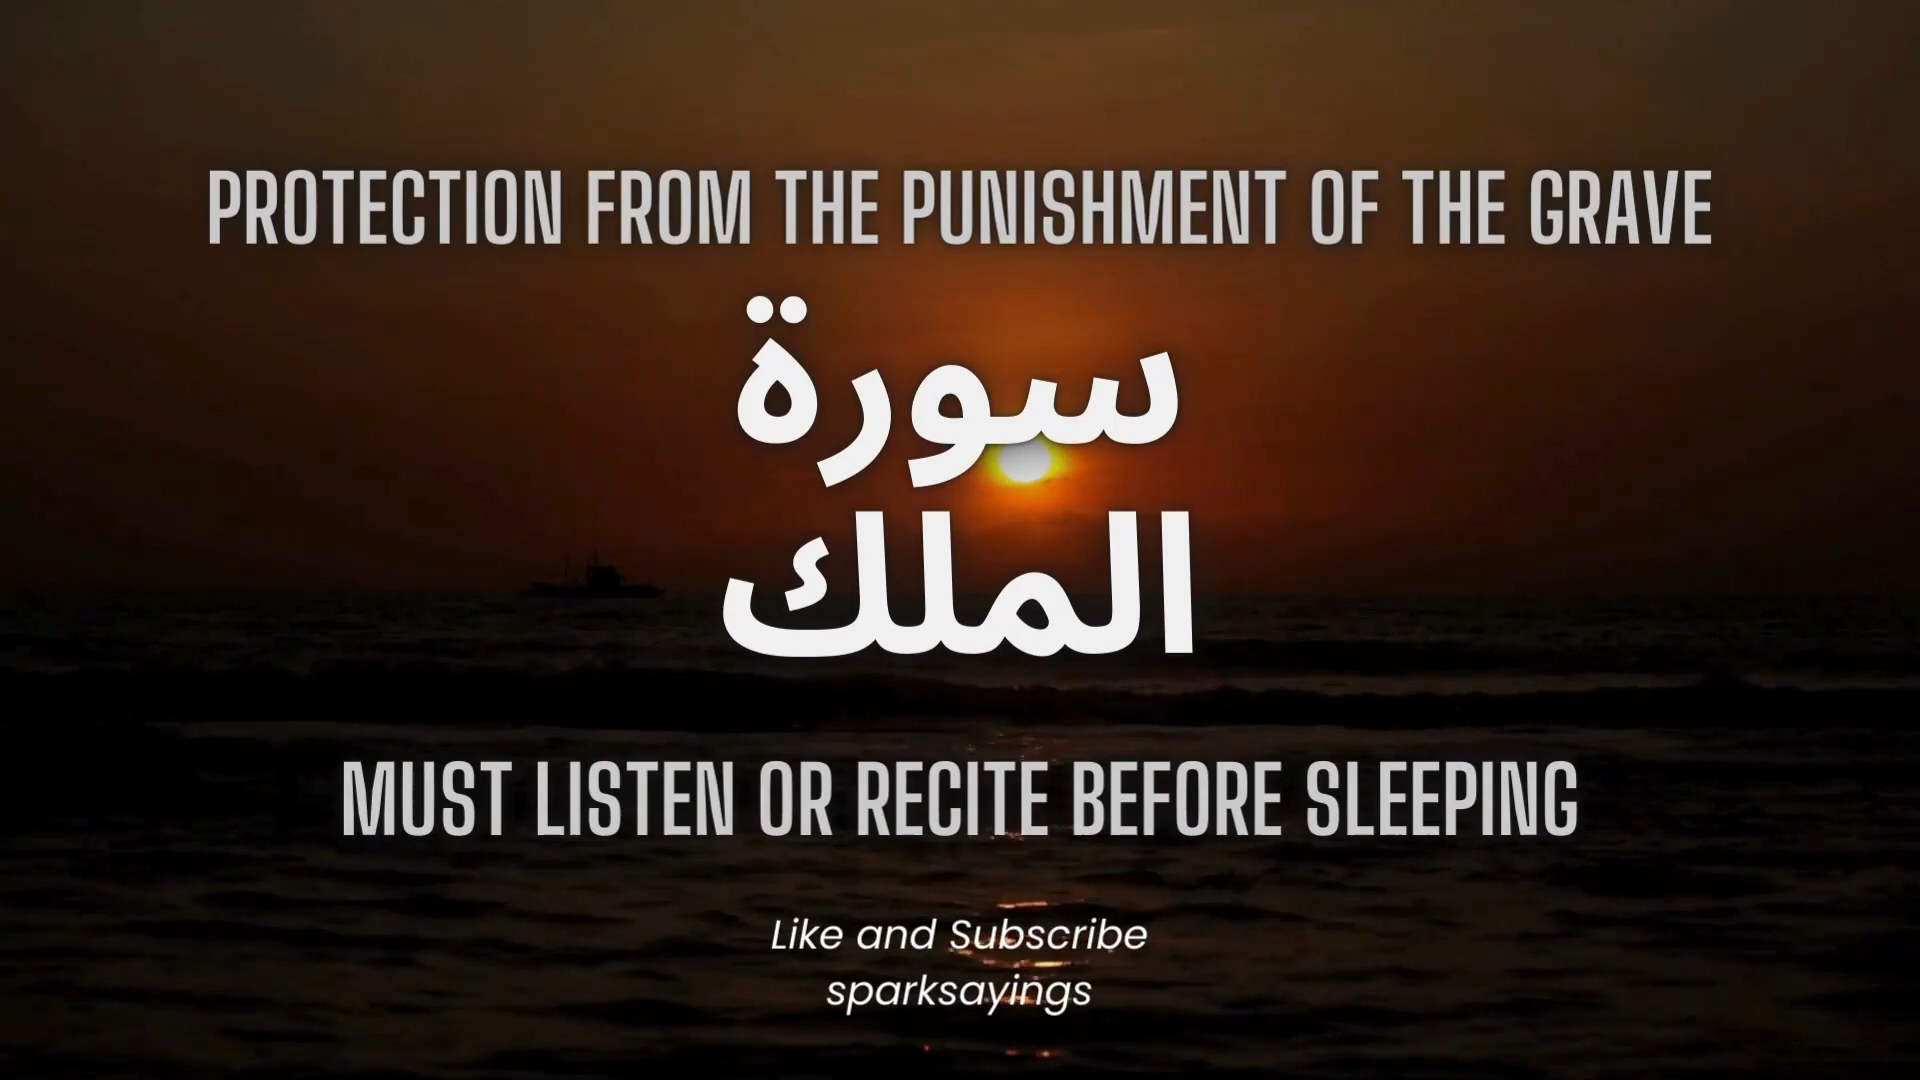 PROTECTION FROM THE PUNISHMENT OF THE GRAVE
سورة
الملك
MUST LISTEN OR RECITE BEFORE SLEEPING
Like and Subscribe
sparksayings